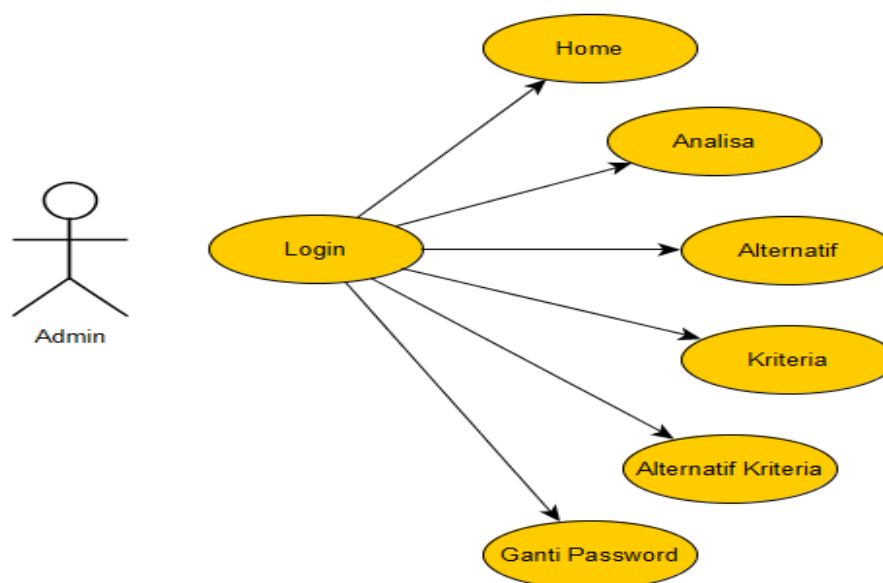 Home
Analisa
Login
Alternatif
Admin
Kriteria
Alternatif Kriteria
Ganti Password